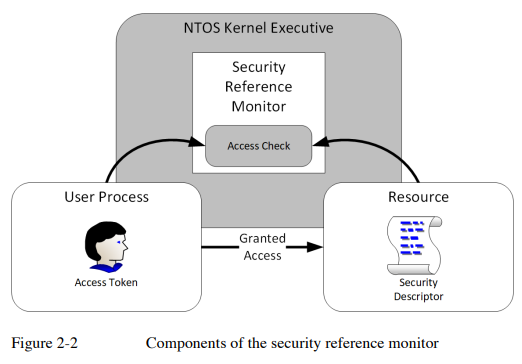 NTOS Kernel Executive
Security
Reference
Monitor
Access Check
User Process
Access Token
Granted
Access
Resource
Security
Descriptor
Figure 2-2 Components of the security reference monitor